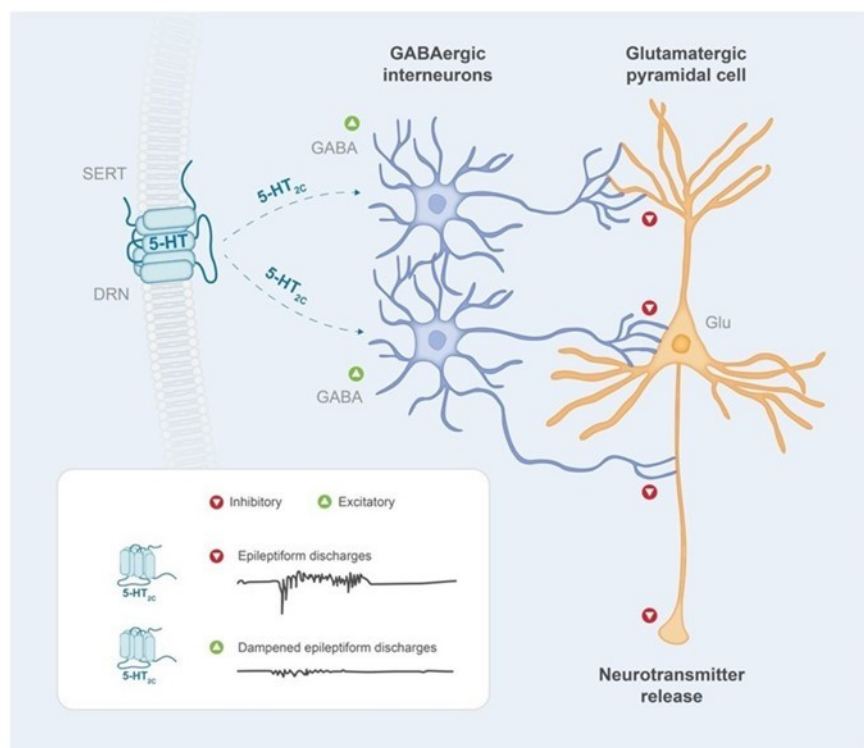 GABAergic
interneurons
Glutamatergic
pyramidal cell
GABA
SERT
5-HT2C
5-HT
DRN
5-HT2C
Glu
GABA
Inhibitory
Excitatory
Epileptiform discharges
5-HT2C
Dampened epileptiform discharges
5-HT2C
Neurotransmitter
release